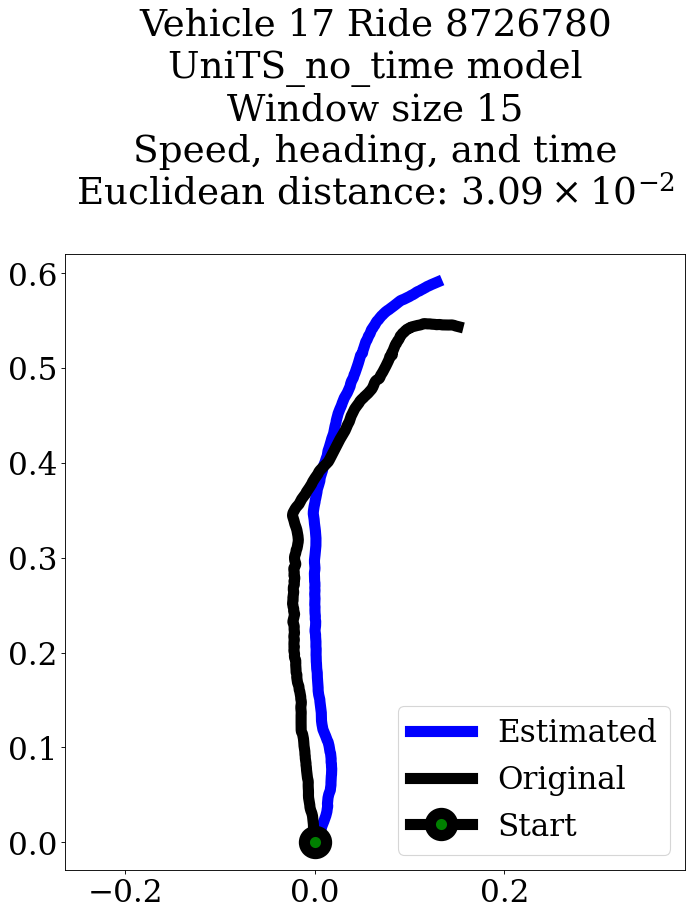 Vehicle 17 Ride 8726780
UniTS_no_time model
Window size 15
Speed, heading, and time
Euclidean distance: 3.09 × 10⁻²
0.6
0.5
0.4
0.3
0.2
0.1
0.0
−0.2
0.0
0.2
Estimated
Original
Start